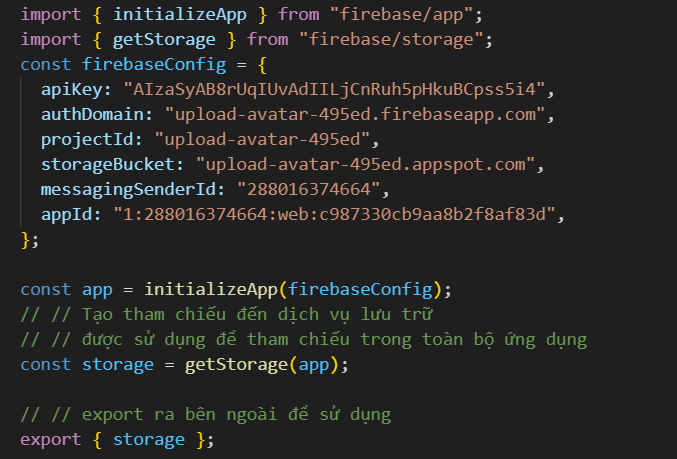 import { initializeApp } from "firebase/app";
import { getStorage } from "firebase/storage";
const firebaseConfig = {
  apiKey: "AIzaSyAB8rUqIUvAdIILjCnRuh5pHkuBCpss5i4",
  authDomain: "upload-avatar-495ed.firebaseapp.com",
  projectId: "upload-avatar-495ed",
  storageBucket: "upload-avatar-495ed.appspot.com",
  messagingSenderId: "288016374664",
  appId: "1:288016374664:web:c987330cb9aa8b2f8af83d",
};
const app = initializeApp(firebaseConfig);
// // Tạo tham chiếu đến dịch vụ lưu trữ
// // được sử dụng để tham chiếu trong toàn bộ ứng dụng
const storage = getStorage(app);
// // export ra bên ngoài để sử dụng
export { storage };